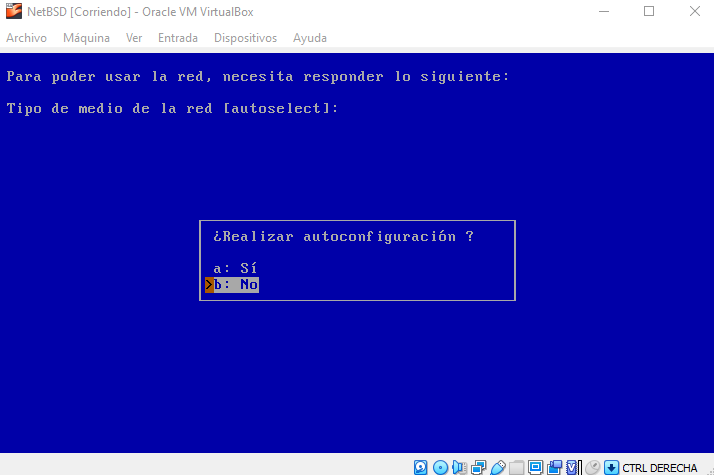 NetBSD [Corriendo] - Oracle VM VirtualBox
Archivo Máquina Ver Entrada Dispositivos Ayuda
Para poder usar la red, necesita responder lo siguiente:
Tipo de medio de la red [autoselect]:
¿Realizar autoconfiguración ?
a: Sí
>b: No
CTRL DERECHA